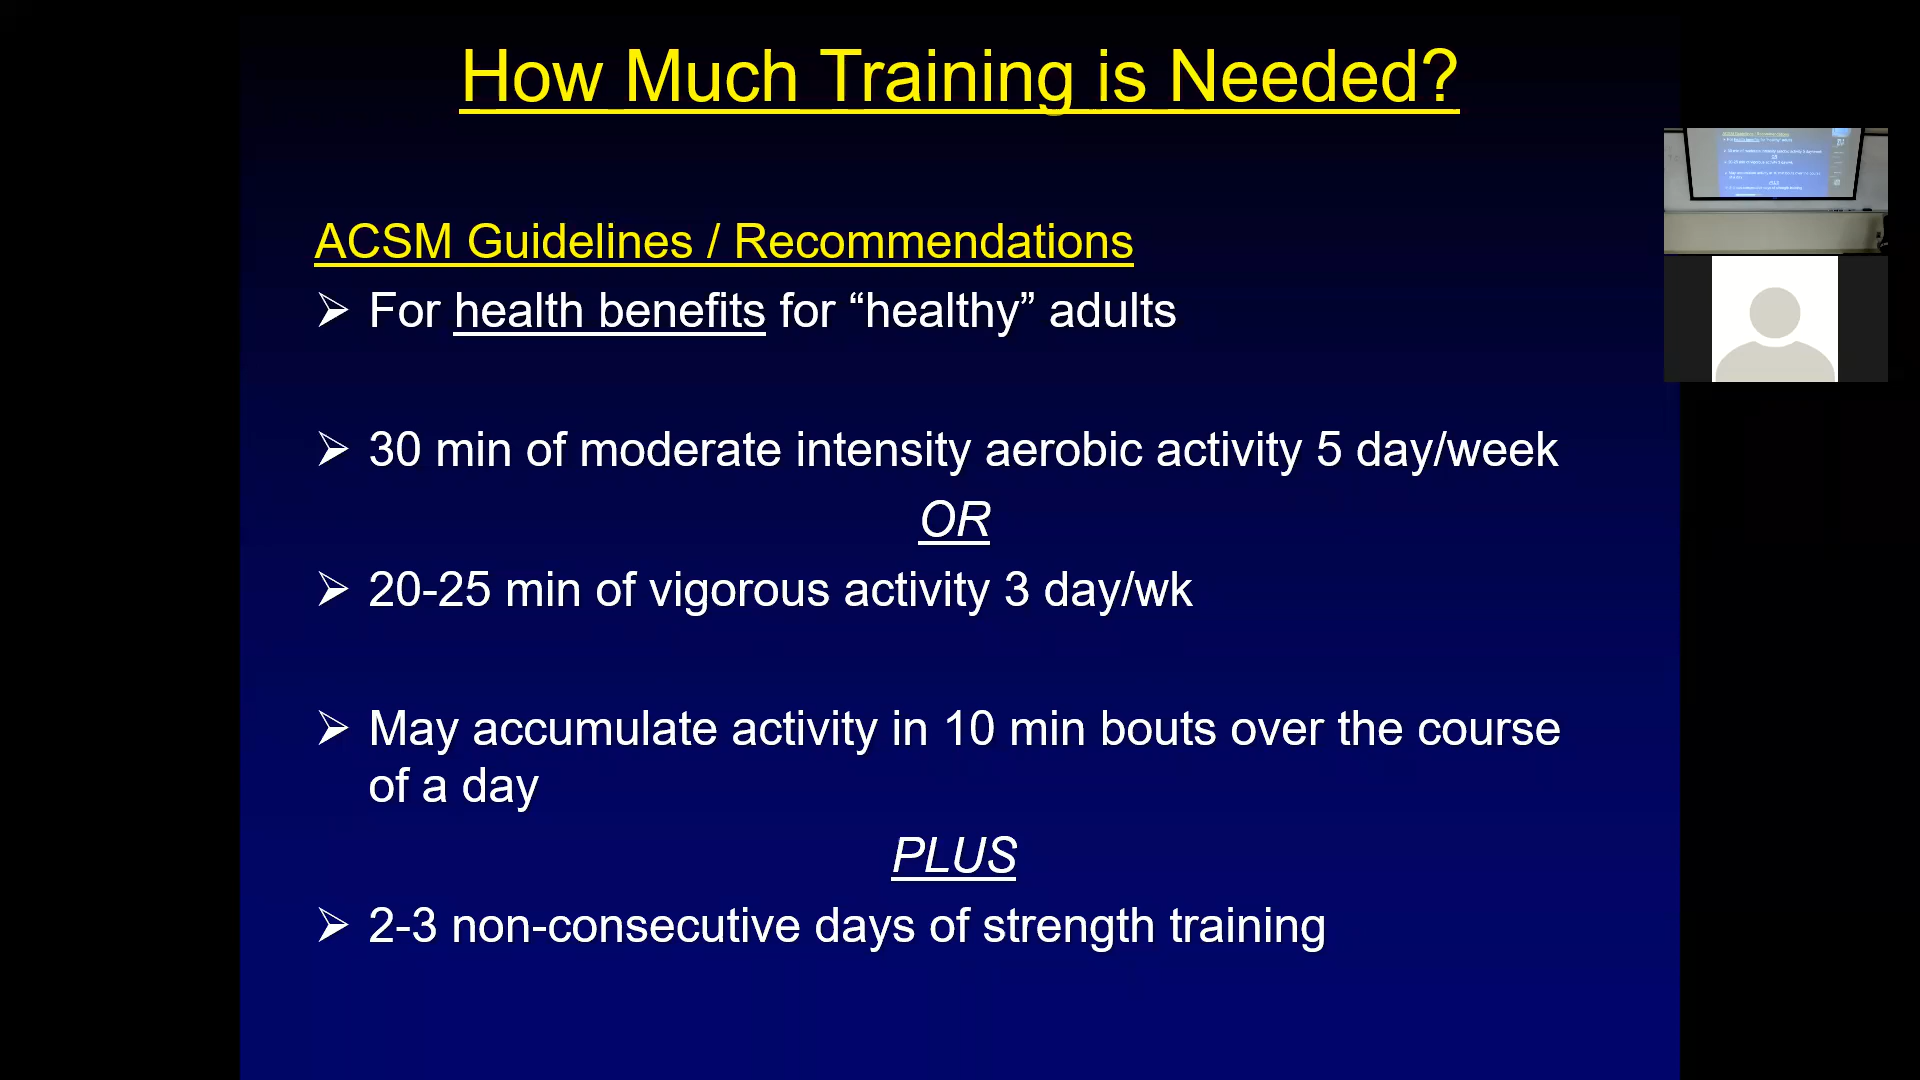 How Much Training is Needed?
ACSM Guidelines / Recommendations
➢ For health benefits for “healthy” adults
➢ 30 min of moderate intensity aerobic activity 5 day/week
OR
➢ 20-25 min of vigorous activity 3 day/wk
➢ May accumulate activity in 10 min bouts over the course
of a day
PLUS
➢ 2-3 non-consecutive days of strength training